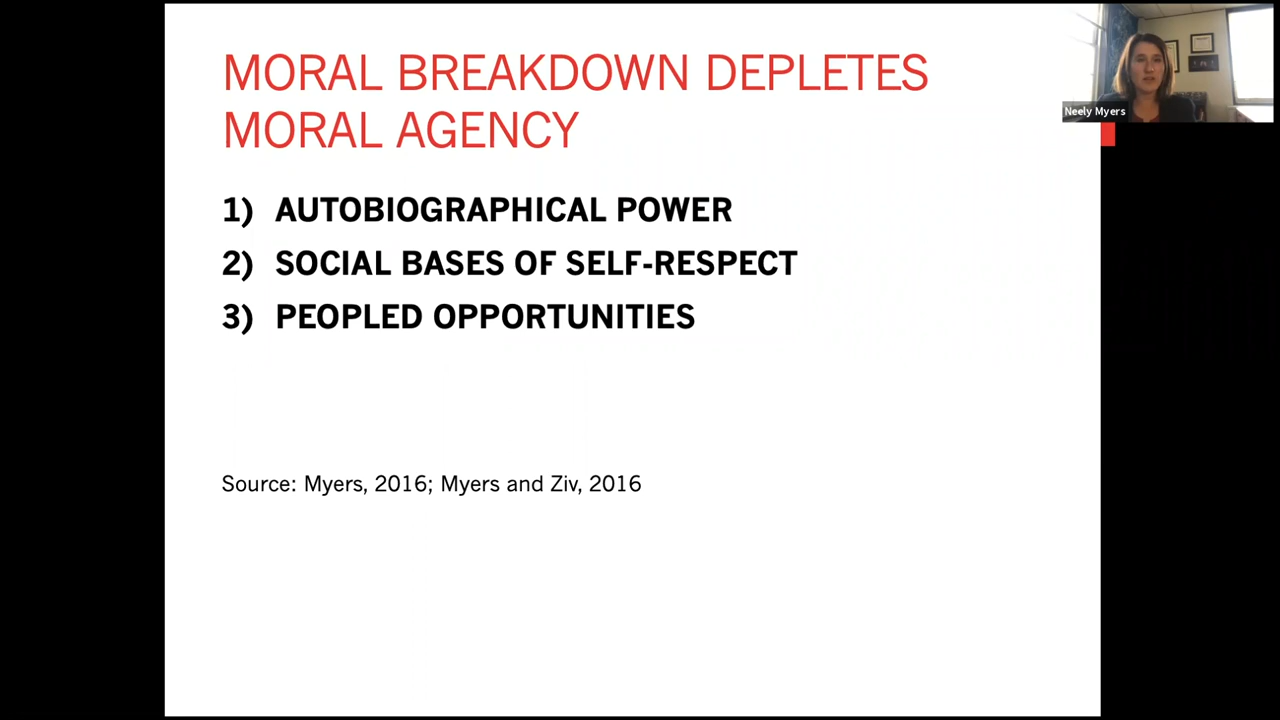 MORAL BREAKDOWN DEPLETES
MORAL AGENCY
1) AUTOBIOGRAPHICAL POWER
2) SOCIAL BASES OF SELF-RESPECT
3) PEOPLED OPPORTUNITIES
Source: Myers, 2016; Myers and Ziv, 2016
Neely Myers